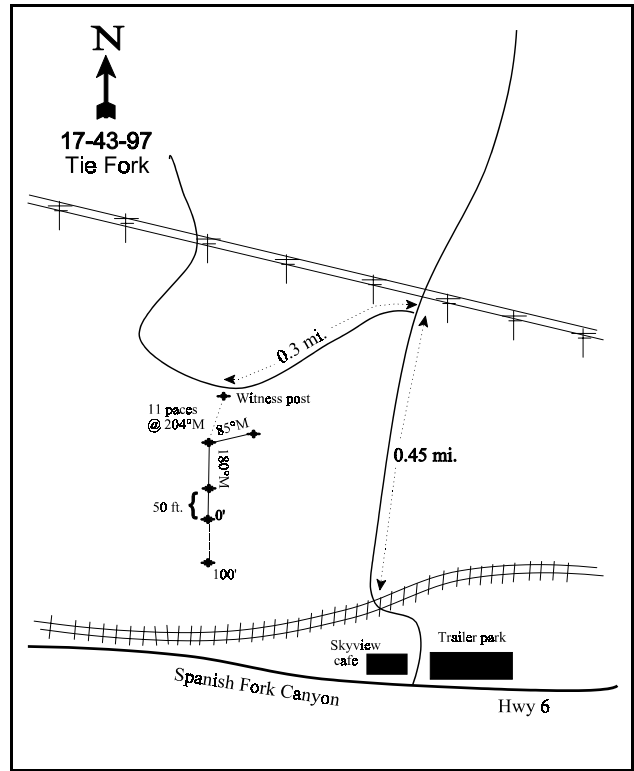 N
17-43-97
Tie Fork
0.3 mi.
Witness post
11 paces
@ 204°M
85°M
180°M
0.45 mi.
50 ft.
{
0'
100'
Skyview
cafe
Trailer park
Spanish Fork Canyon
Hwy 6